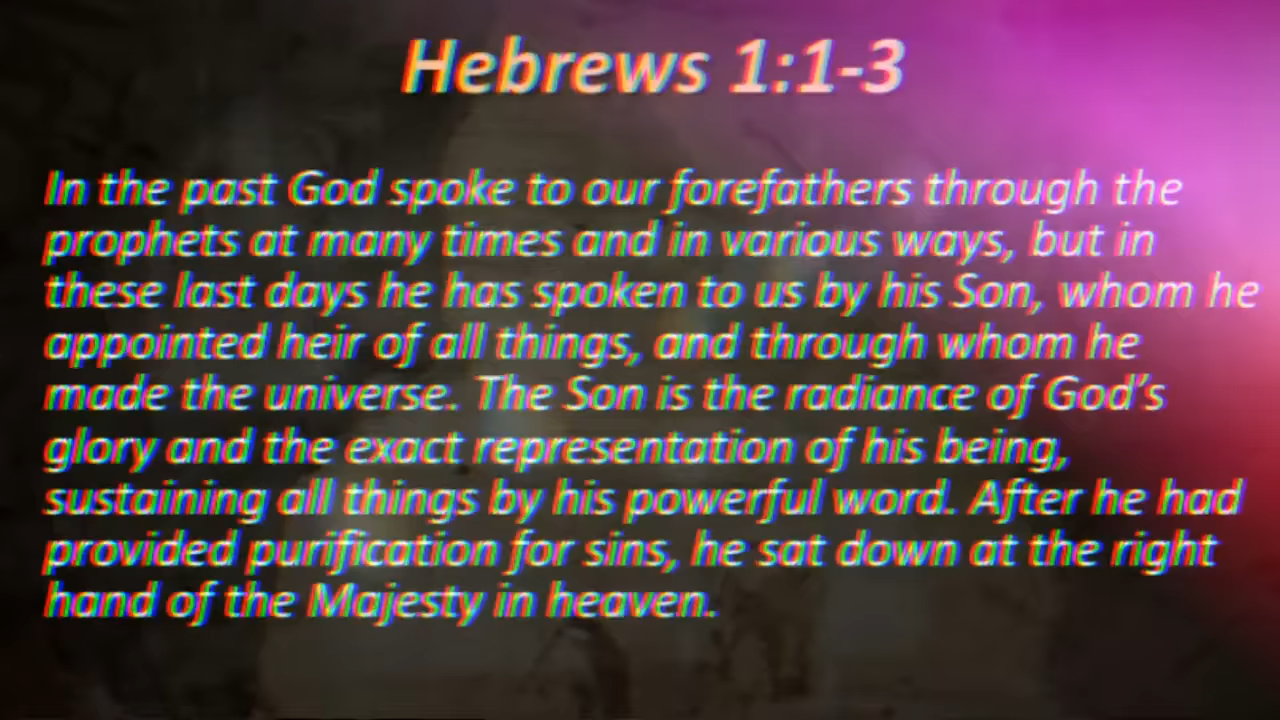 Hebrews 1:1-3
In the past God spoke to our forefathers through the
prophets at many times and in various ways, but in
these last days he has spoken to us by his Son, whom he
appointed heir of all things, and through whom he
made the universe. The Son is the radiance of God’s
glory and the exact representation of his being,
sustaining all things by his powerful word. After he had
provided purification for sins, he sat down at the right
hand of the Majesty in heaven.